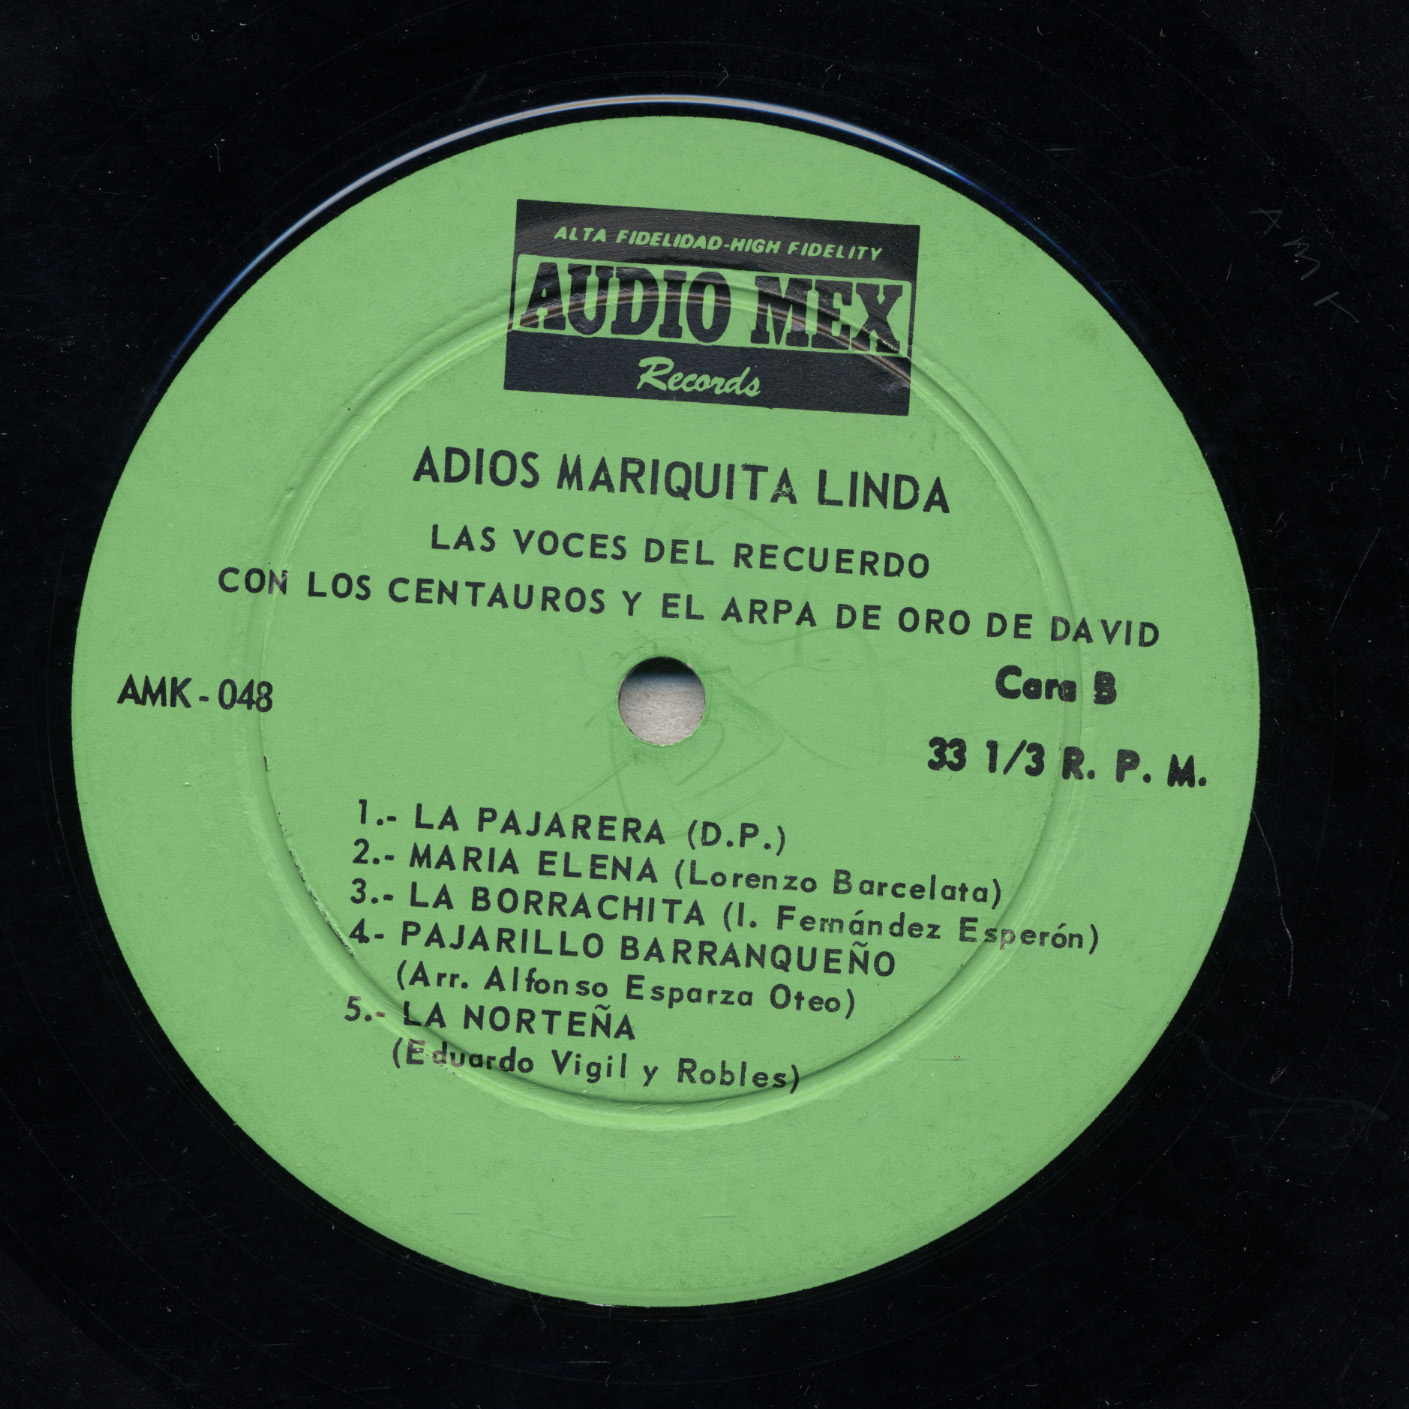 ALTA FIDELIDAD-HIGH FIDELITY
AUDIO MEX
Records
ADIOS MARIQUITA LINDA
LAS VOCES DEL RECUERDO
CON LOS CENTAUROS Y EL ARPA DE ORO DE DAVID
AMK - 048
Cara B
33 1/3 R. P. M.
1.- LA PAJARERA (D.P.)
2.- MARIA ELENA (Lorenzo Barcelata)
3.- LA BORRACHITA (I. Fernández Esperón)
4.- PAJARILLO BARRANQUEÑO
(Arr. Alfonso Esparza Oteo)
5.- LA NORTEÑA
(Eduardo Vigil y Robles)
A M K